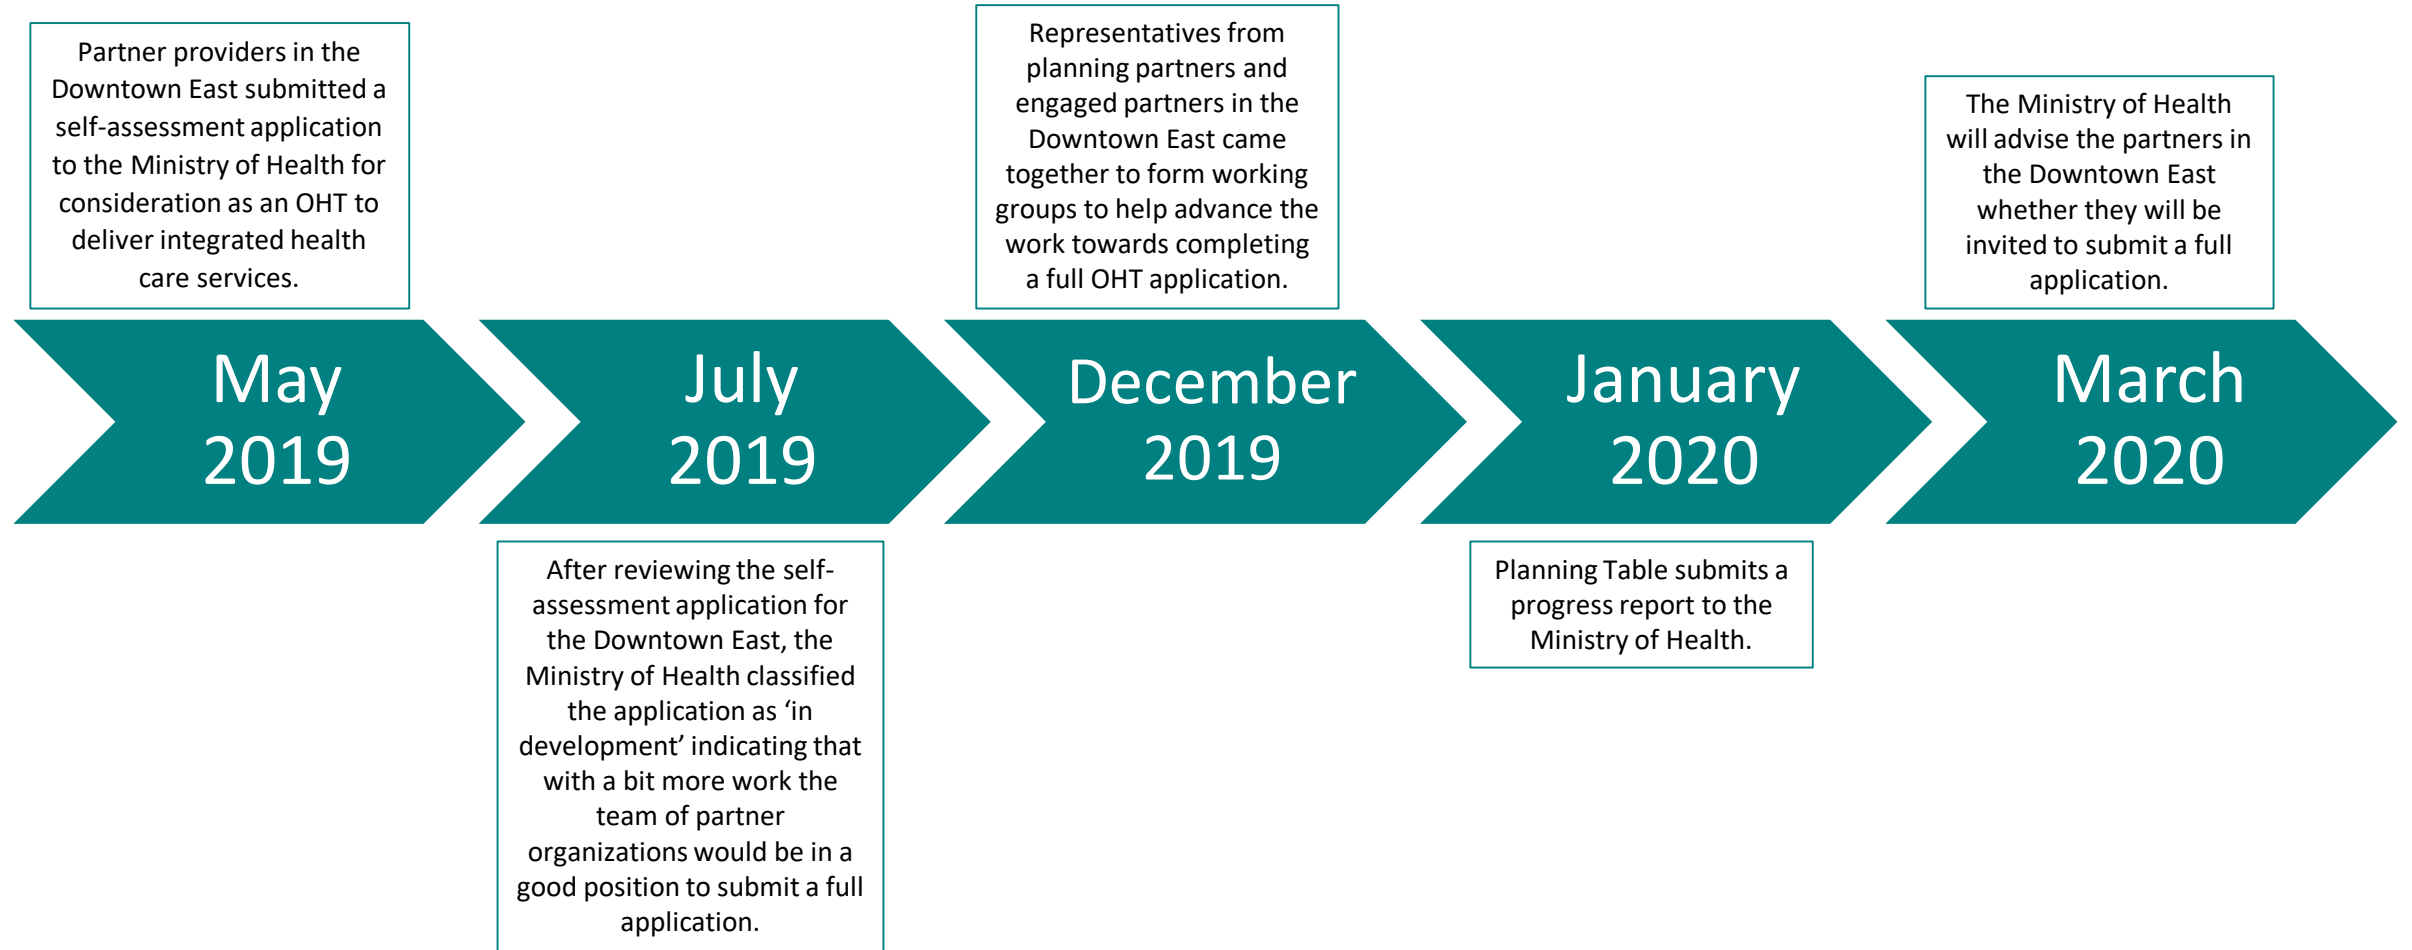 Partner providers in the
Downtown East submitted a
self-assessment application
to the Ministry of Health for
consideration as an OHT to
deliver integrated health
care services.
May
2019
July
2019
After reviewing the self-
assessment application for
the Downtown East, the
Ministry of Health classified
the application as ‘in
development’ indicating that
with a bit more work the
team of partner
organizations would be in a
good position to submit a full
application.
Representatives from
planning partners and
engaged partners in the
Downtown East came
together to form working
groups to help advance the
work towards completing
a full OHT application.
December
2019
January
2020
Planning Table submits a
progress report to the
Ministry of Health.
The Ministry of Health
will advise the partners in
the Downtown East
whether they will be
invited to submit a full
application.
March
2020